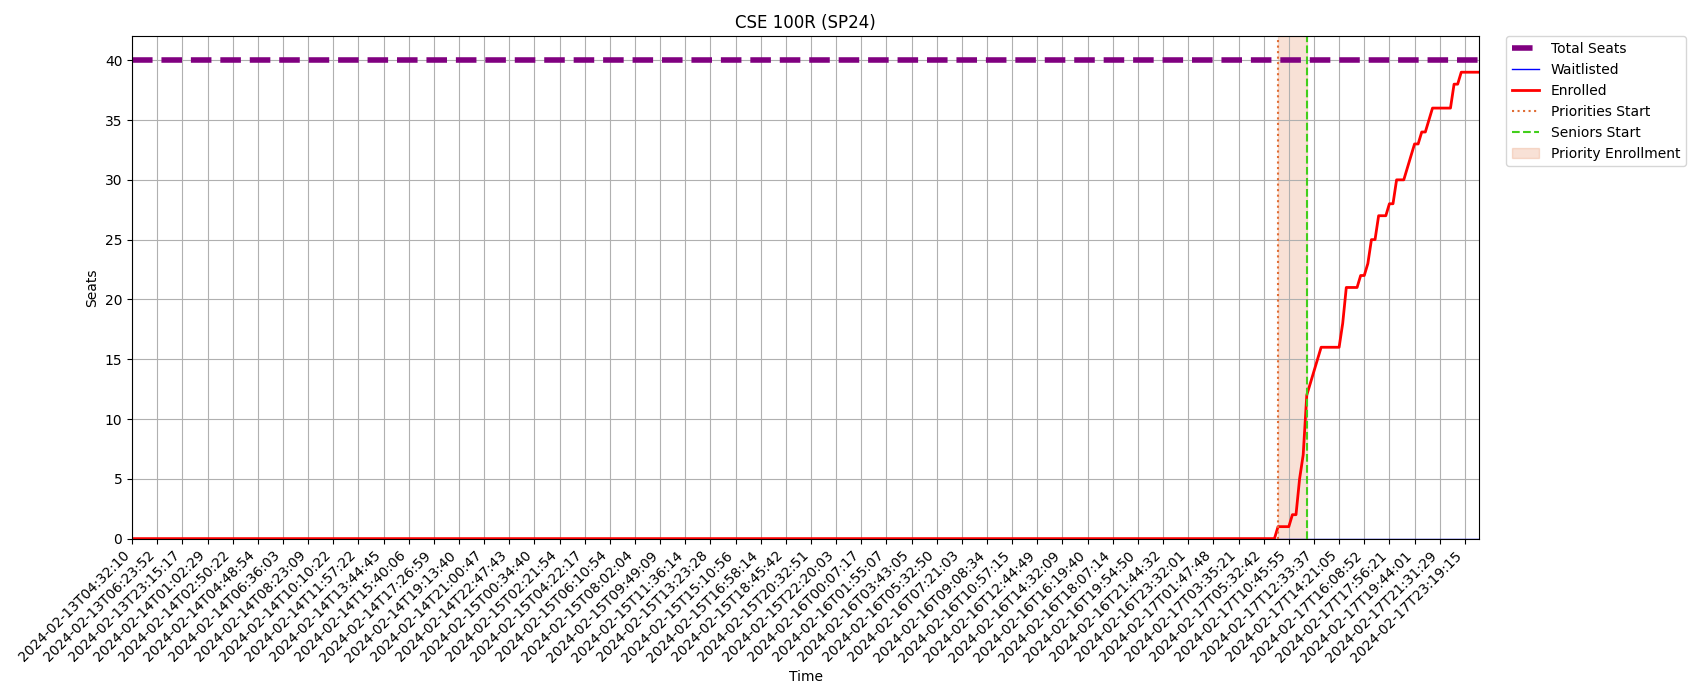 CSE 100R (SP24)
Total Seats
Waitlisted
Enrolled
Priorities Start
Seniors Start
Priority Enrollment
Seats
40
35
30
25
20
15
10
5
0
2024-02-13T04:32:10
2024-02-13T06:23:52
2024-02-13T23:15:17
2024-02-14T01:02:29
2024-02-14T02:50:22
2024-02-14T04:48:54
2024-02-14T06:36:03
2024-02-14T08:23:09
2024-02-14T10:10:22
2024-02-14T11:57:22
2024-02-14T13:44:45
2024-02-14T15:40:06
2024-02-14T17:26:59
2024-02-14T19:13:40
2024-02-14T21:00:47
2024-02-14T22:47:43
2024-02-15T00:34:40
2024-02-15T02:21:54
2024-02-15T04:22:17
2024-02-15T06:10:54
2024-02-15T08:02:04
2024-02-15T09:49:09
2024-02-15T11:36:14
2024-02-15T13:23:28
2024-02-15T15:10:56
2024-02-15T16:58:14
2024-02-15T18:45:42
2024-02-15T20:32:51
2024-02-15T22:20:03
2024-02-16T00:07:17
2024-02-16T01:55:07
2024-02-16T03:43:05
2024-02-16T05:32:50
2024-02-16T07:21:03
2024-02-16T09:08:34
2024-02-16T10:57:15
2024-02-16T12:44:49
2024-02-16T14:32:09
2024-02-16T16:19:40
2024-02-16T18:07:14
2024-02-16T19:54:50
2024-02-16T21:44:32
2024-02-16T23:32:01
2024-02-17T01:47:48
2024-02-17T03:35:21
2024-02-17T05:32:42
2024-02-17T10:45:55
2024-02-17T12:33:37
2024-02-17T14:21:05
2024-02-17T16:08:52
2024-02-17T17:56:21
2024-02-17T19:44:01
2024-02-17T21:31:29
2024-02-17T23:19:15
Time